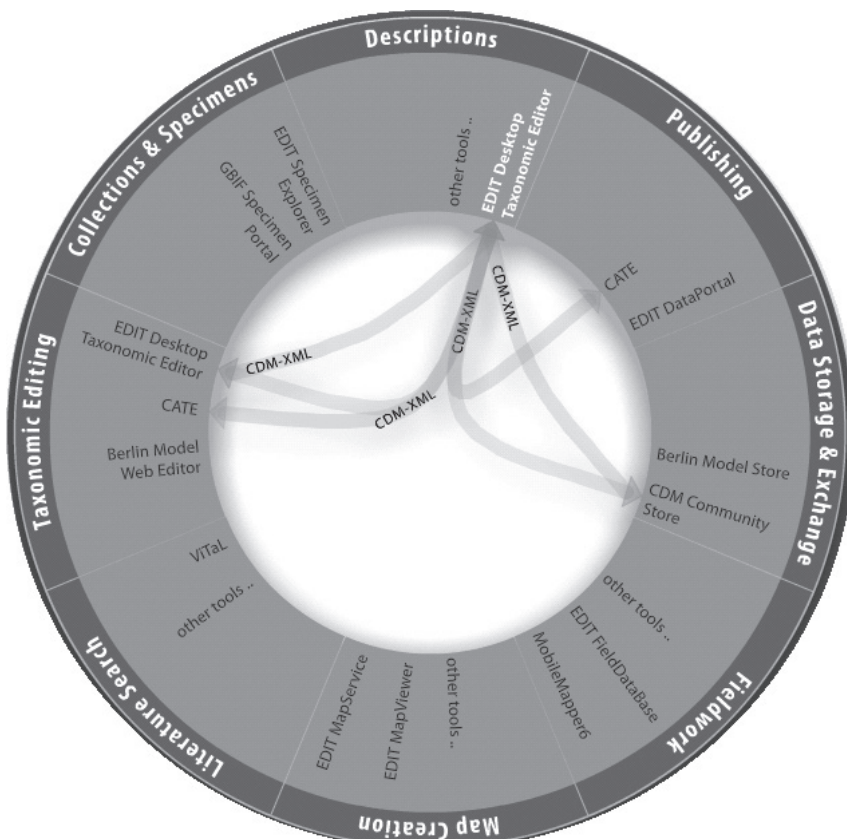 Descriptions
other tools ..
EDIT Desktop
Taxonomic Editor
Publishing
CATE
EDIT DataPortal
Data Storage & Exchange
Berlin Model Store
CDM Community
Store
Fieldwork
other tools ..
EDIT FieldDataBase
MobileMapper6
Map Creation
other tools ..
EDIT MapViewer
EDIT MapService
Literature Search
ViTaL
other tools ..
Taxonomic Editing
EDIT Desktop
Taxonomic Editor
CATE
Berlin Model
Web Editor
Collections & Specimens
EDIT Specimen
Explorer
GBIF Specimen
Portal
CDM-XML
CDM-XML
CDM-XML
CDM-XML